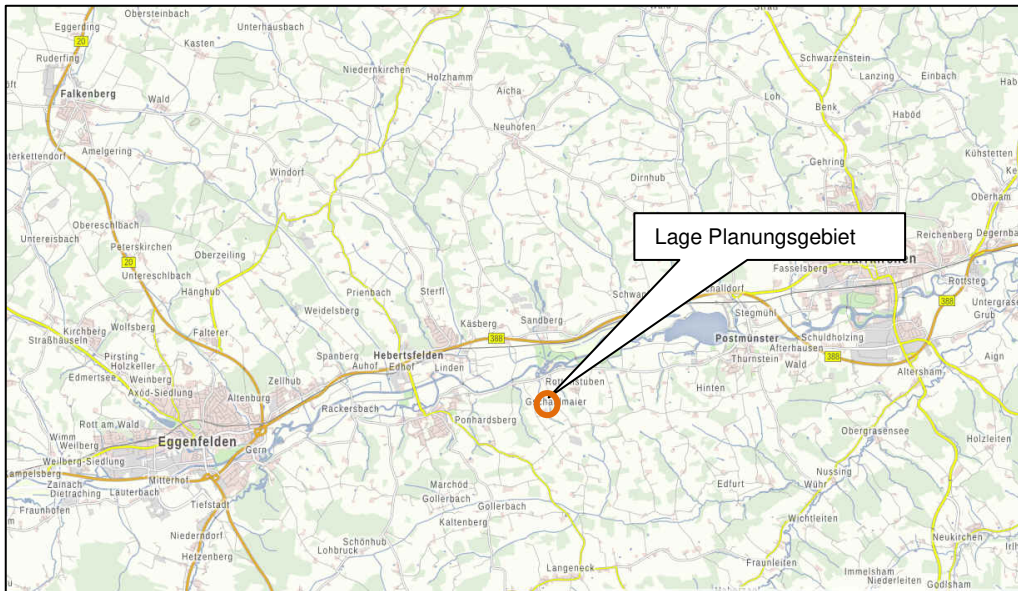 Obersteinbach
Unterhausbach
Eggerding
20
Kasten
Ruderfing
Niedernkirchen
Holzhamm
Schwarzenstein
Lanzing
Einbach
Falkenberg
Wald
Aicha
Loh
Benk
Haböd
Neuhofen
Amelgering
Kühstetten
Windorf
Dirnhub
Gehring
Oberham
Obereschlbach
Lage Planungsgebiet
Untereisbach
Peterskirchen
Oberzeiling
Reichenberg
20
Fasselsberg
Untereschlbach
Rottsteg
Hänghub
Prienbach
Sterfl
388
Weidelsberg
Sandberg
Stegmühl
Kirchberg
Wolfsberg
Falterer
Käsberg
388
Postmünster
Schuldholzing
Grub
Straßhäuseln
Spanberg
Hebertsfelden
Afterhausen
388
Pirsting
Auhof
Edhof
Linden
Thurnstein
Wald
Aign
Holzkeller
Zellhub
Altersham
Edmertsee
Weinberg
Hinten
Axöd-Siedlung
Altenburg
Rackersbach
Rott am Wald
Ponhardsberg
Obergrasensee
Wimm
Eggenfelden
Holzleiten
Weilberg
Gern
Weilberg-Siedlung
Nussing
Zainach
Mitterhof
Marchöd
Edfurt
Wühr
Dietraching
Lauterbach
Gollerbach
Fraunhofen
Tiefstadt
Gollerbach
Wichtleiten
Kaltenberg
Niederndorf
Schönhub
Neukirchen
Hetzenberg
Lohbruck
Fraunleiten
Immelsham
Langeneck
Niederleiten
Godlsham